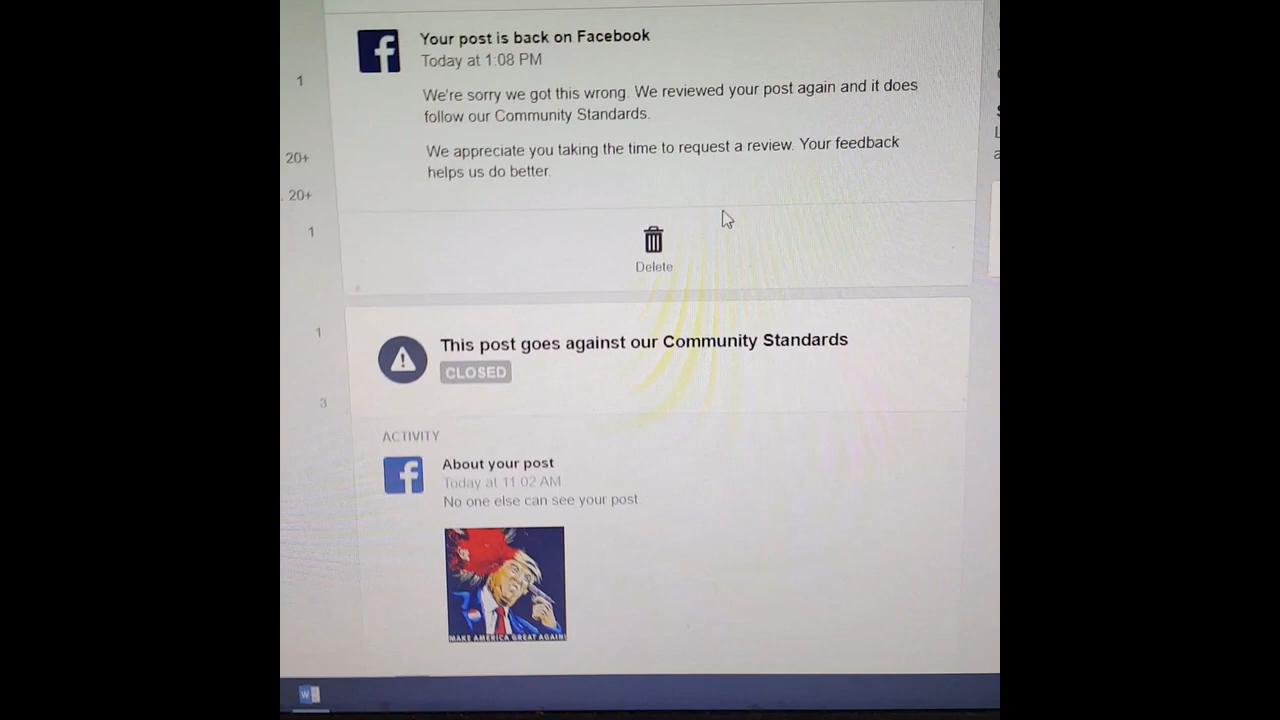 Your post is back on Facebook
Today at 1:08 PM
We're sorry we got this wrong. We reviewed your post again and it does
follow our Community Standards.
We appreciate you taking the time to request a review. Your feedback
helps us do better.
1
20+
20+
1
Delete
1
This post goes against our Community Standards
CLOSED
3
ACTIVITY
About your post
Today at 11:02 AM
No one else can see your post.
MAKE AMERICA GREAT AGAIN!
W